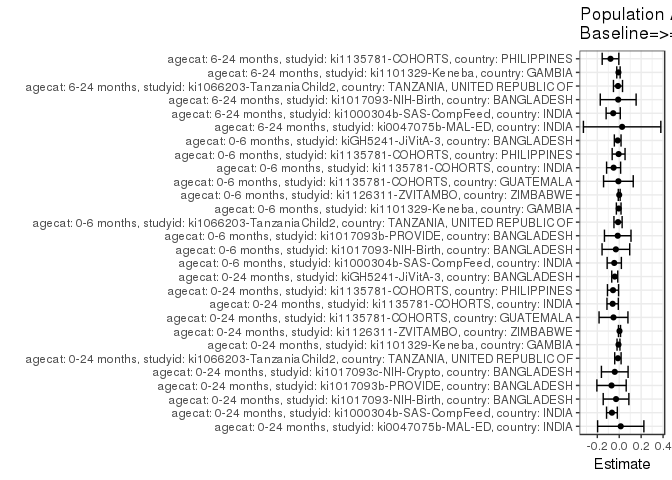 Population
Baseline=>
agecat: 6-24 months, studyid: ki1135781-COHORTS, country: PHILIPPINES
agecat: 6-24 months, studyid: ki1101329-Keneba, country: GAMBIA
agecat: 6-24 months, studyid: ki1066203-TanzaniaChild2, country: TANZANIA, UNITED REPUBLIC OF
agecat: 6-24 months, studyid: ki1017093-NIH-Birth, country: BANGLADESH
agecat: 6-24 months, studyid: ki1000304b-SAS-CompFeed, country: INDIA
agecat: 6-24 months, studyid: ki0047075b-MAL-ED, country: INDIA
agecat: 0-6 months, studyid: kiGH5241-JiVitA-3, country: BANGLADESH
agecat: 0-6 months, studyid: ki1135781-COHORTS, country: PHILIPPINES
agecat: 0-6 months, studyid: ki1135781-COHORTS, country: INDIA
agecat: 0-6 months, studyid: ki1135781-COHORTS, country: GUATEMALA
agecat: 0-6 months, studyid: ki1126311-ZVITAMBO, country: ZIMBABWE
agecat: 0-6 months, studyid: ki1101329-Keneba, country: GAMBIA
agecat: 0-6 months, studyid: ki1066203-TanzaniaChild2, country: TANZANIA, UNITED REPUBLIC OF
agecat: 0-6 months, studyid: ki1017093b-PROVIDE, country: BANGLADESH
agecat: 0-6 months, studyid: ki1017093-NIH-Birth, country: BANGLADESH
agecat: 0-6 months, studyid: ki1000304b-SAS-CompFeed, country: INDIA
agecat: 0-24 months, studyid: kiGH5241-JiVitA-3, country: BANGLADESH
agecat: 0-24 months, studyid: ki1135781-COHORTS, country: PHILIPPINES
agecat: 0-24 months, studyid: ki1135781-COHORTS, country: INDIA
agecat: 0-24 months, studyid: ki1135781-COHORTS, country: GUATEMALA
agecat: 0-24 months, studyid: ki1126311-ZVITAMBO, country: ZIMBABWE
agecat: 0-24 months, studyid: ki1101329-Keneba, country: GAMBIA
agecat: 0-24 months, studyid: ki1066203-TanzaniaChild2, country: TANZANIA, UNITED REPUBLIC OF
agecat: 0-24 months, studyid: ki1017093c-NIH-Crypto, country: BANGLADESH
agecat: 0-24 months, studyid: ki1017093b-PROVIDE, country: BANGLADESH
agecat: 0-24 months, studyid: ki1017093-NIH-Birth, country: BANGLADESH
agecat: 0-24 months, studyid: ki1000304b-SAS-CompFeed, country: INDIA
agecat: 0-24 months, studyid: ki0047075b-MAL-ED, country: INDIA
-0.2 0.0 0.2 0.4
Estimate